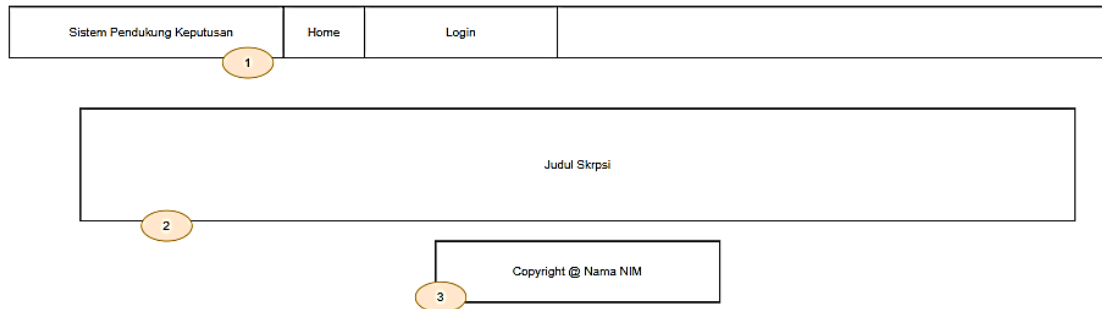 Sistem Pendukung Keputusan Home Login
1
Judul Skrpsi
2
Copyright @ Nama NIM
3